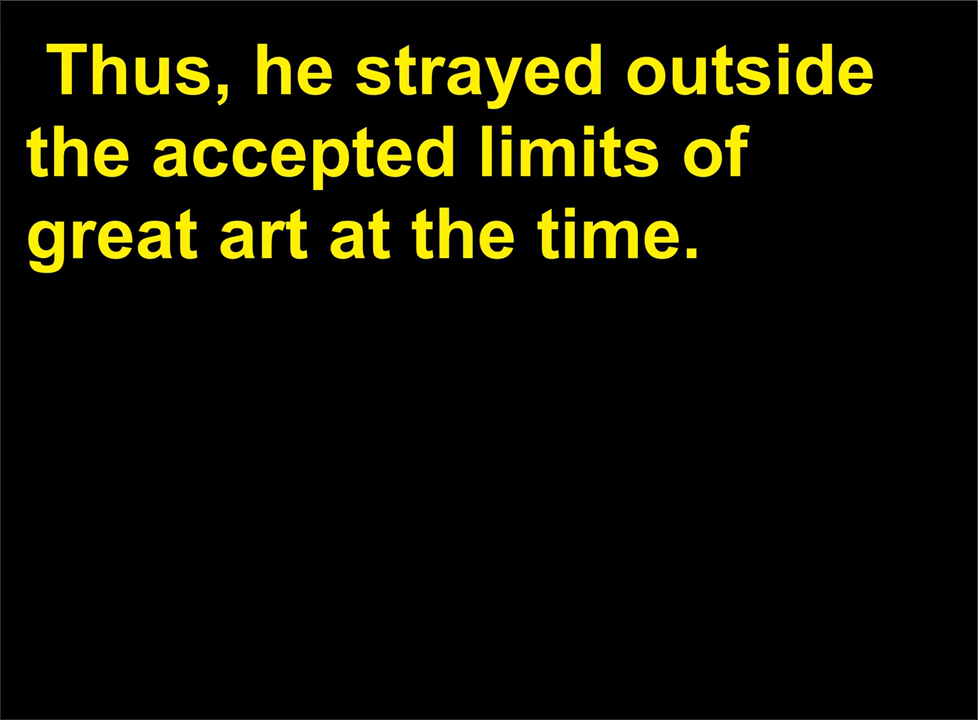 Thus, he strayed outside
the accepted limits of
great art at the time.